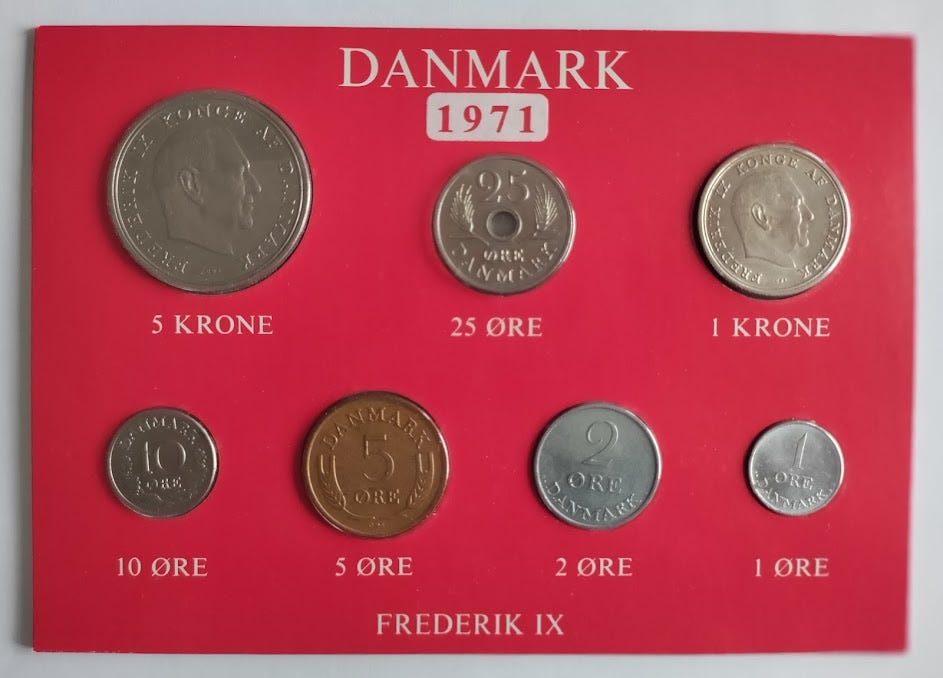 DANMARK
1971
FREDERIK IX KONGE AF DANMARK
25
ØRE
DANMARK
FREDERIK IX KONGE AF DANMARK
5 KRONE
25 ØRE
1 KRONE
DANMARK
10
ØRE
DANMARK
5
ØRE
2
ØRE
DANMARK
1
ØRE
DANMARK
10 ØRE
5 ØRE
2 ØRE
1 ØRE
FREDERIK IX